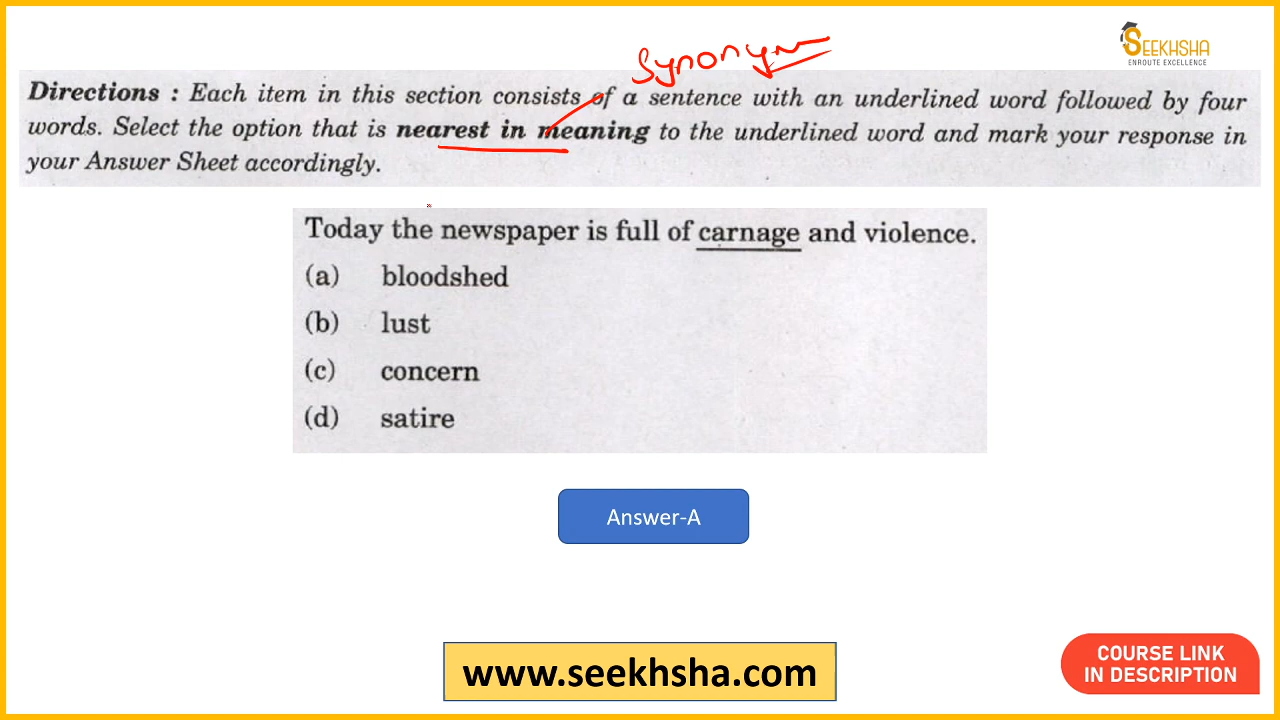 SEEKHSHA
ENROUTE EXCELLENCE
Synonym
Directions : Each item in this section consists of a sentence with an underlined word followed by four
words. Select the option that is nearest in meaning to the underlined word and mark your response in
your Answer Sheet accordingly.
Today the newspaper is full of carnage and violence.
(a) bloodshed
(b) lust
(c) concern
(d) satire
Answer-A
www.seekhsha.com
COURSE LINK
IN DESCRIPTION